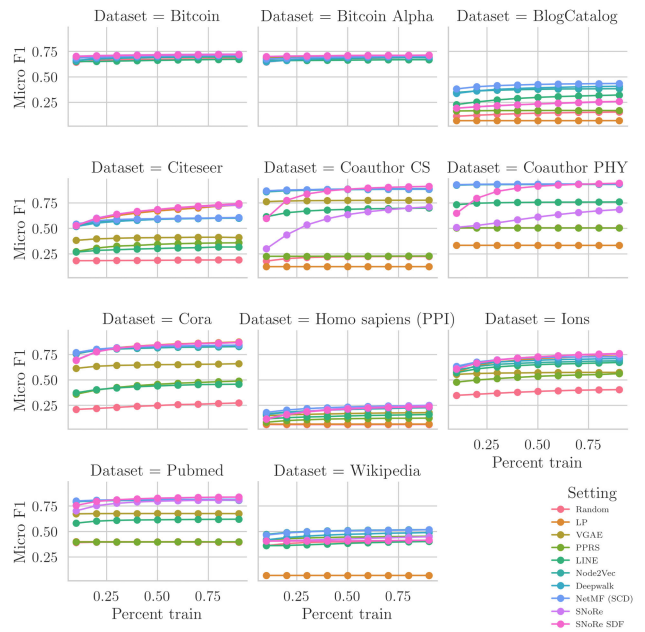 Dataset = Bitcoin
Dataset = Bitcoin Alpha
Dataset = BlogCatalog
Micro F1
0.75
0.50
0.25
Dataset = Citeseer
Dataset = Coauthor CS
Dataset = Coauthor PHY
Micro F1
0.75
0.50
0.25
Dataset = Cora
Dataset = Homo sapiens (PPI)
Dataset = Ions
Micro F1
0.75
0.50
0.25
0.25 0.50 0.75
Percent train
Dataset = Pubmed
Dataset = Wikipedia
Micro F1
0.75
0.50
0.25
0.25 0.50 0.75
0.25 0.50 0.75
Percent train
Percent train
Setting
Random
LP
VGAE
PPRS
LINE
Node2Vec
Deepwalk
NetMF (SCD)
SNoRe
SNoRe SDF